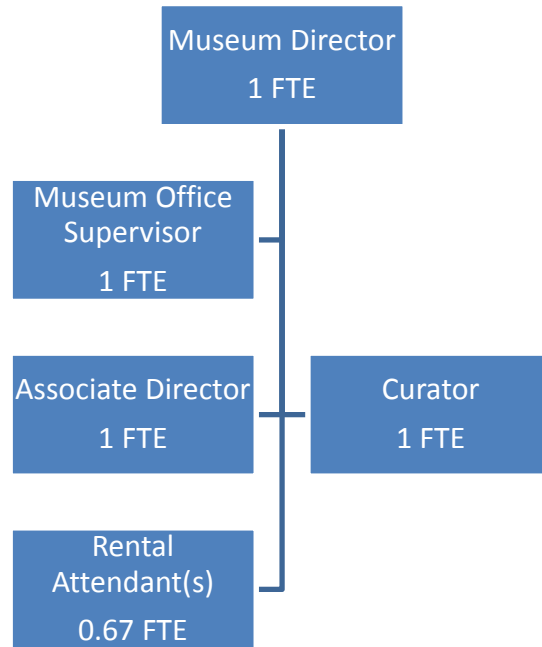 Museum Director
1 FTE
Museum Office
Supervisor
1 FTE
Associate Director
1 FTE
Curator
1 FTE
Rental
Attendant(s)
0.67 FTE